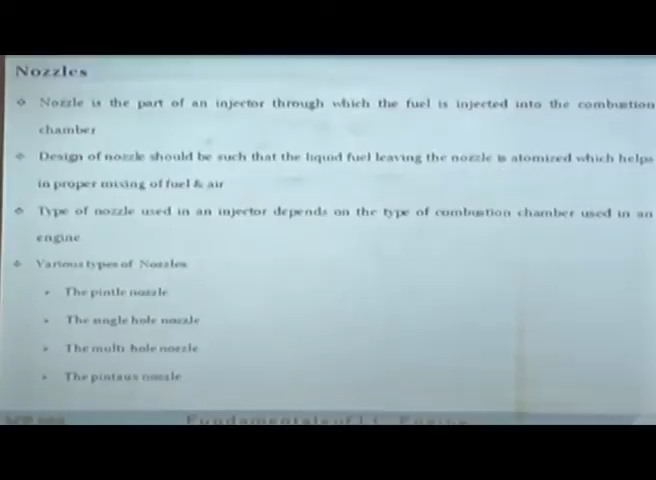 Nozzles
❖ Nozzle is the part of an injector through which the fuel is injected into the combustion
chamber
❖ Design of nozzle should be such that the liquid fuel leaving the nozzle is atomized which helps
in proper mixing of fuel & air
❖ Type of nozzle used in an injector depends on the type of combustion chamber used in an
engine
❖ Various types of Nozzles
➢ The pintle nozzle
➢ The single hole nozzle
➢ The multi hole nozzle
➢ The pintaux nozzle
Fundamentals of I C Engine